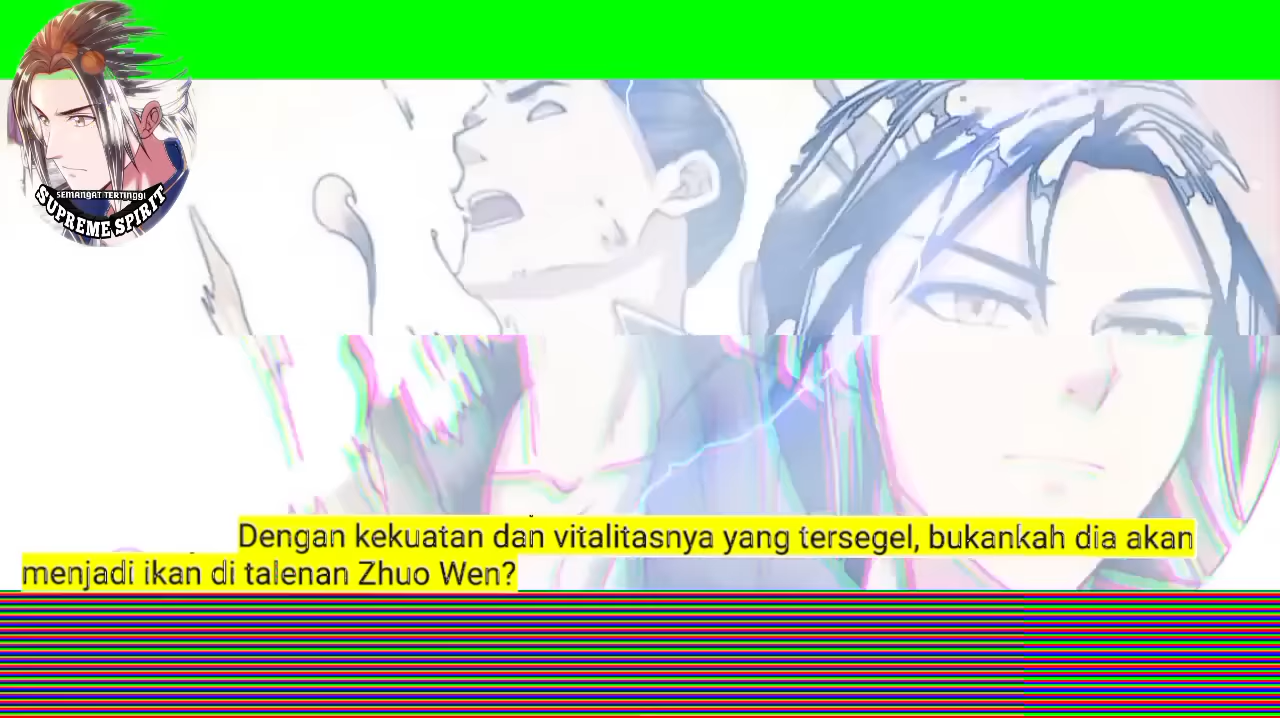 SEMANGAT TERTINGGI
SUPREME SPIRIT
Dengan kekuatan dan vitalitasnya yang tersegel, bukankah dia akan
menjadi ikan di talenan Zhuo Wen?